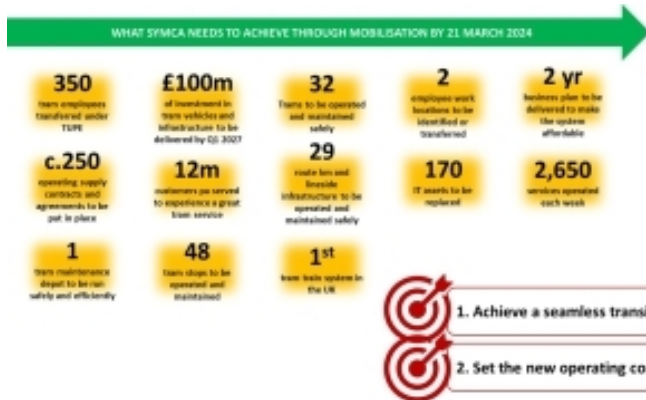 WHAT SYMCA NEEDS TO ACHIEVE THROUGH MOBILISATION BY 21 MARCH 2024
350
tram employees
transferred under
TUPE
£100m
of investment in
tram vehicles and
infrastructure to be
delivered by Q1 2027
32
Trams to be operated
and maintained
safely
2
employee work
locations to be
identified or
transferred
2 yr
business plan to be
delivered to make
the system
affordable
c.250
operating supply
contracts and
agreements to be
put in place
12m
customers pa served
to experience a great
tram service
29
route km and
lineside
infrastructure to be
operated and
maintained safely
170
IT assets to be
replaced
2,650
services operated
each week
1
tram maintenance
depot to be run
safely and efficiently
48
tram stops to be
operated and
maintained
1st
tram train system in
the UK
1. Achieve a seamless transi
2. Set the new operating co